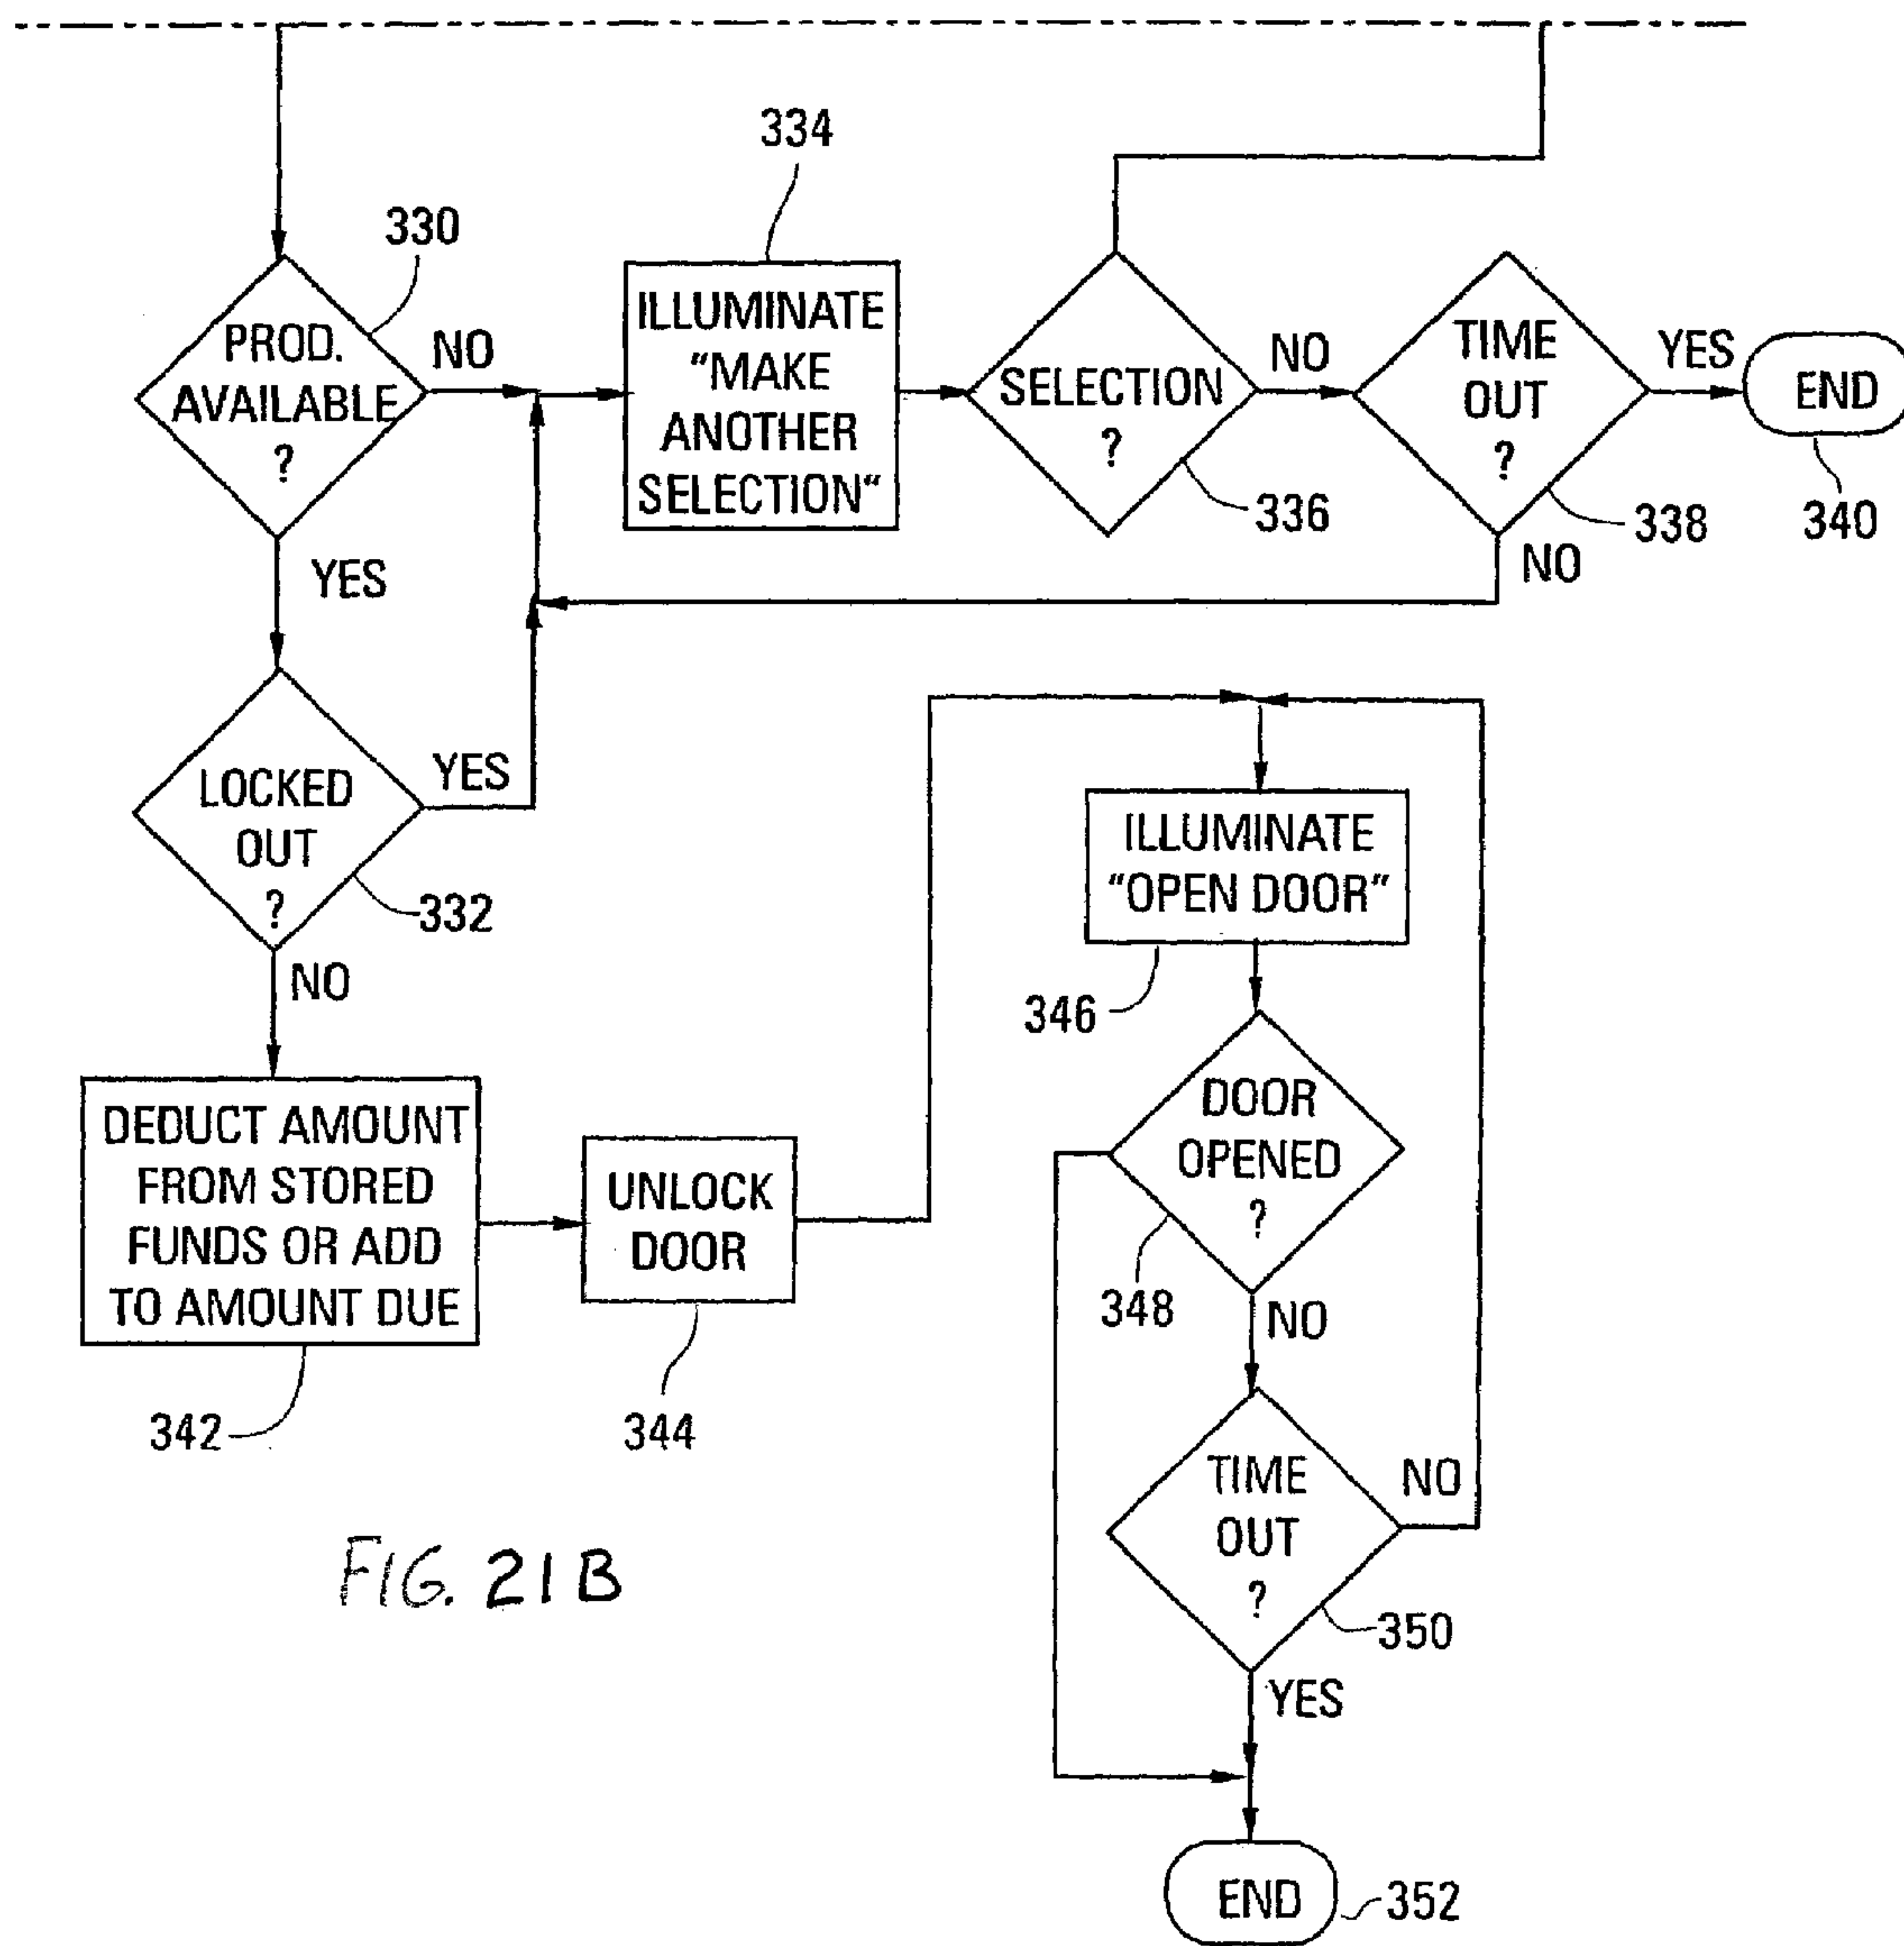 334
330
PROD.
AVAILABLE
?
NO
ILLUMINATE
"MAKE
ANOTHER
SELECTION"
SELECTION
?
NO
336
TIME
OUT
?
YES
338
NO
END
340
YES
LOCKED
OUT
?
YES
332
NO
DEDUCT AMOUNT
FROM STORED
FUNDS OR ADD
TO AMOUNT DUE
342
UNLOCK
DOOR
344
ILLUMINATE
"OPEN DOOR"
346
DOOR
OPENED
?
348
NO
TIME
OUT
?
NO
350
YES
END
352
FIG. 21B